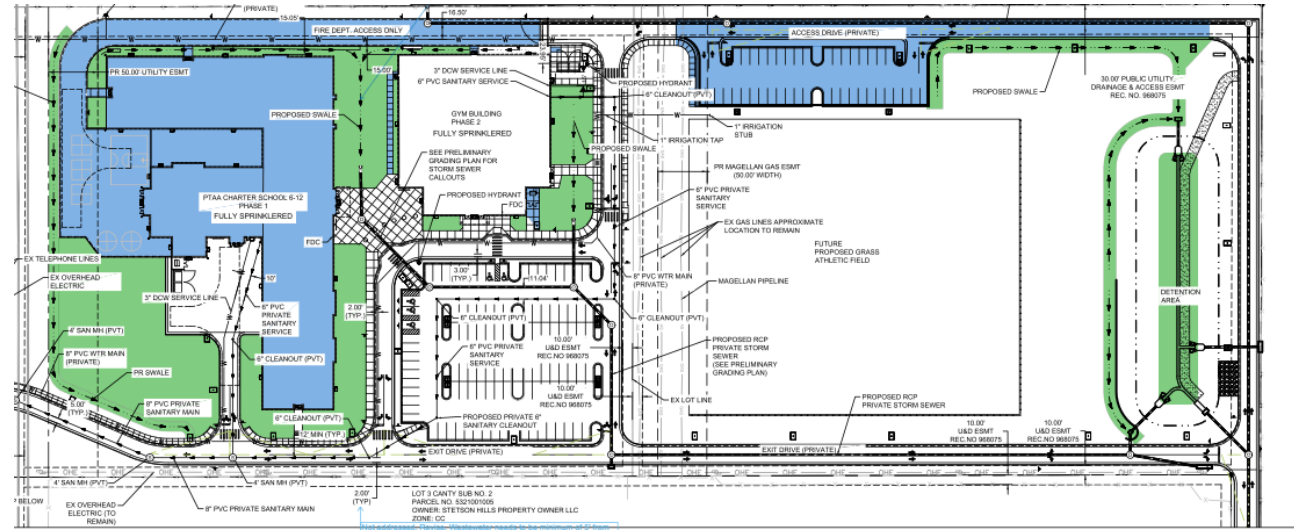 (PRIVATE)
15.05'
16.50'
FIRE DEPT. ACCESS ONLY
ACCESS DRIVE (PRIVATE)
PR 50.00' UTILITY ESMT
15.00'
3" DCW SERVICE LINE
6" PVC SANITARY SERVICE
PROPOSED HYDRANT
6" CLEANOUT (PVT)
PROPOSED SWALE
30.00' PUBLIC UTILITY,
DRAINAGE & ACCESS ESMT
REC. NO. 968075
GYM BUILDING
PHASE 2
FULLY SPRINKLERED
PROPOSED SWALE
1" IRRIGATION
STUB
1" IRRIGATION TAP
PROPOSED SWALE
SEE PRELIMINARY
GRADING PLAN FOR
STORM SEWER
CALLOUTS
PR MAGELLAN GAS ESMT
(50.00' WIDTH)
PTAA CHARTER SCHOOL 6-12
PHASE 1
FULLY SPRINKLERED
PROPOSED HYDRANT
FDC
6" PVC PRIVATE
SANITARY
SERVICE
EX GAS LINES APPROXIMATE
LOCATION TO REMAIN
FDC
FUTURE
PROPOSED GRASS
ATHLETIC FIELD
EX TELEPHONE LINES
EX OVERHEAD
ELECTRIC
10'
3.00'
(TYP.)
11.04'
8" PVC WTR MAIN
(PRIVATE)
MAGELLAN PIPELINE
DETENTION
AREA
3" DCW SERVICE LINE
6" PVC
PRIVATE
SANITARY
SERVICE
2.00'
(TYP.)
6" CLEANOUT (PVT)
6" CLEANOUT (PVT)
4' SAN MH (PVT)
8" PVC WTR MAIN
(PRIVATE)
6" CLEANOUT (PVT)
6" PVC PRIVATE
SANITARY
SERVICE
10.00'
U&D ESMT
REC.NO 968075
PROPOSED RCP
PRIVATE STORM
SEWER
(SEE PRELIMINARY
GRADING PLAN)
PR SWALE
10.00'
U&D ESMT
REC.NO 968075
EX LOT LINE
PROPOSED RCP
PRIVATE STORM SEWER
5.00'
(TYP.)
8" PVC PRIVATE
SANITARY MAIN
6" CLEANOUT (PVT)
12' MIN (TYP.)
PROPOSED PRIVATE 6"
SANITARY CLEANOUT
10.00'
U&D ESMT
REC.NO 968075
10.00'
U&D ESMT
REC.NO 968075
EXIT DRIVE (PRIVATE)
EXIT DRIVE (PRIVATE)
4' SAN MH (PVT)
4' SAN MH (PVT)
BELOW
EX OVERHEAD
ELECTRIC (TO
REMAIN)
8" PVC PRIVATE SANITARY MAIN
2.00'
(TYP)
LOT 3 CANTY SUB NO. 2
PARCEL NO. 5321001005
OWNER: STETSON HILLS PROPERTY OWNER LLC
ZONE: CC
Not addressed. Revise. Wastewater needs to be minimum of 5' from